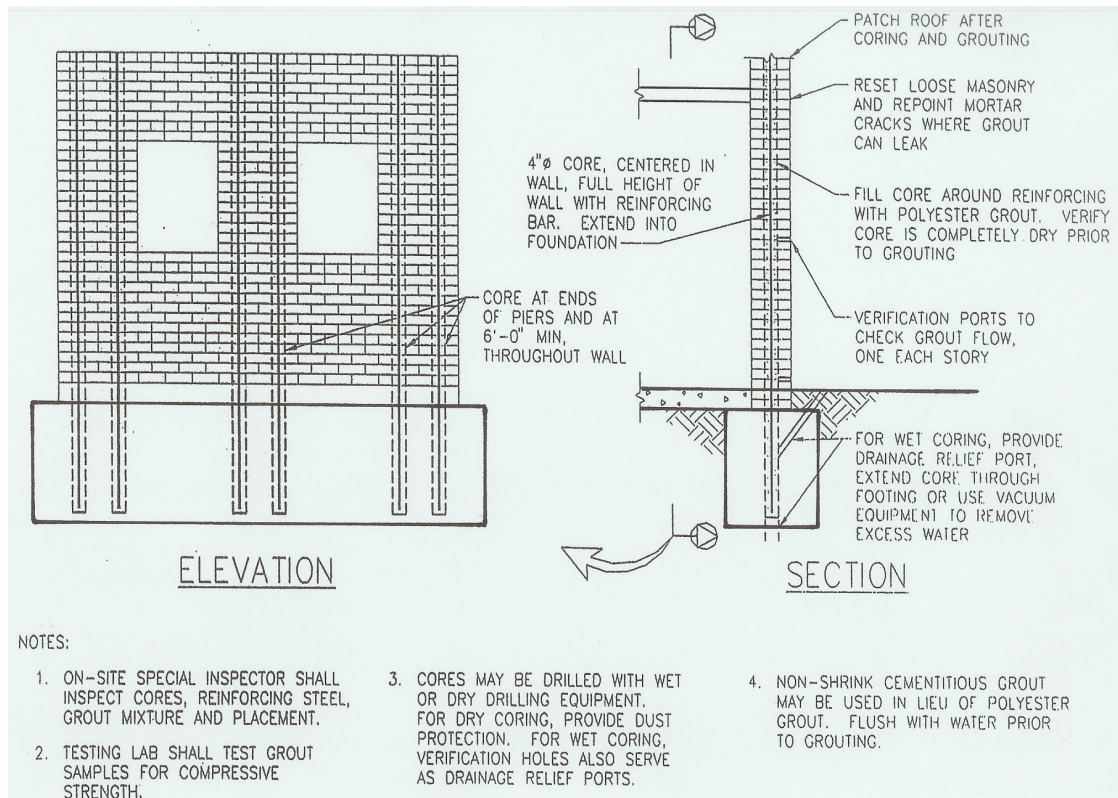 PATCH ROOF AFTER
CORING AND GROUTING
RESET LOOSE MASONRY
AND REPOINT MORTAR
CRACKS WHERE GROUT
CAN LEAK
4"ø CORE, CENTERED IN
WALL, FULL HEIGHT OF
WALL WITH REINFORCING
BAR. EXTEND INTO
FOUNDATION
FILL CORE AROUND REINFORCING
WITH POLYESTER GROUT. VERIFY
CORE IS COMPLETELY DRY PRIOR
TO GROUTING
CORE AT ENDS
OF PIERS AND AT
6'-0" MIN,
THROUGHOUT WALL
VERIFICATION PORTS TO
CHECK GROUT FLOW,
ONE EACH STORY
FOR WET CORING, PROVIDE
DRAINAGE RELIEF PORT,
EXTEND CORE THROUGH
FOOTING OR USE VACUUM
EQUIPMENT TO REMOVE
EXCESS WATER
ELEVATION
SECTION
NOTES:
1. ON-SITE SPECIAL INSPECTOR SHALL
INSPECT CORES, REINFORCING STEEL,
GROUT MIXTURE AND PLACEMENT.
2. TESTING LAB SHALL TEST GROUT
SAMPLES FOR COMPRESSIVE
STRENGTH.
3. CORES MAY BE DRILLED WITH WET
OR DRY DRILLING EQUIPMENT.
FOR DRY CORING, PROVIDE DUST
PROTECTION. FOR WET CORING,
VERIFICATION HOLES ALSO SERVE
AS DRAINAGE RELIEF PORTS.
4. NON-SHRINK CEMENTITIOUS GROUT
MAY BE USED IN LIEU OF POLYESTER
GROUT. FLUSH WITH WATER PRIOR
TO GROUTING.